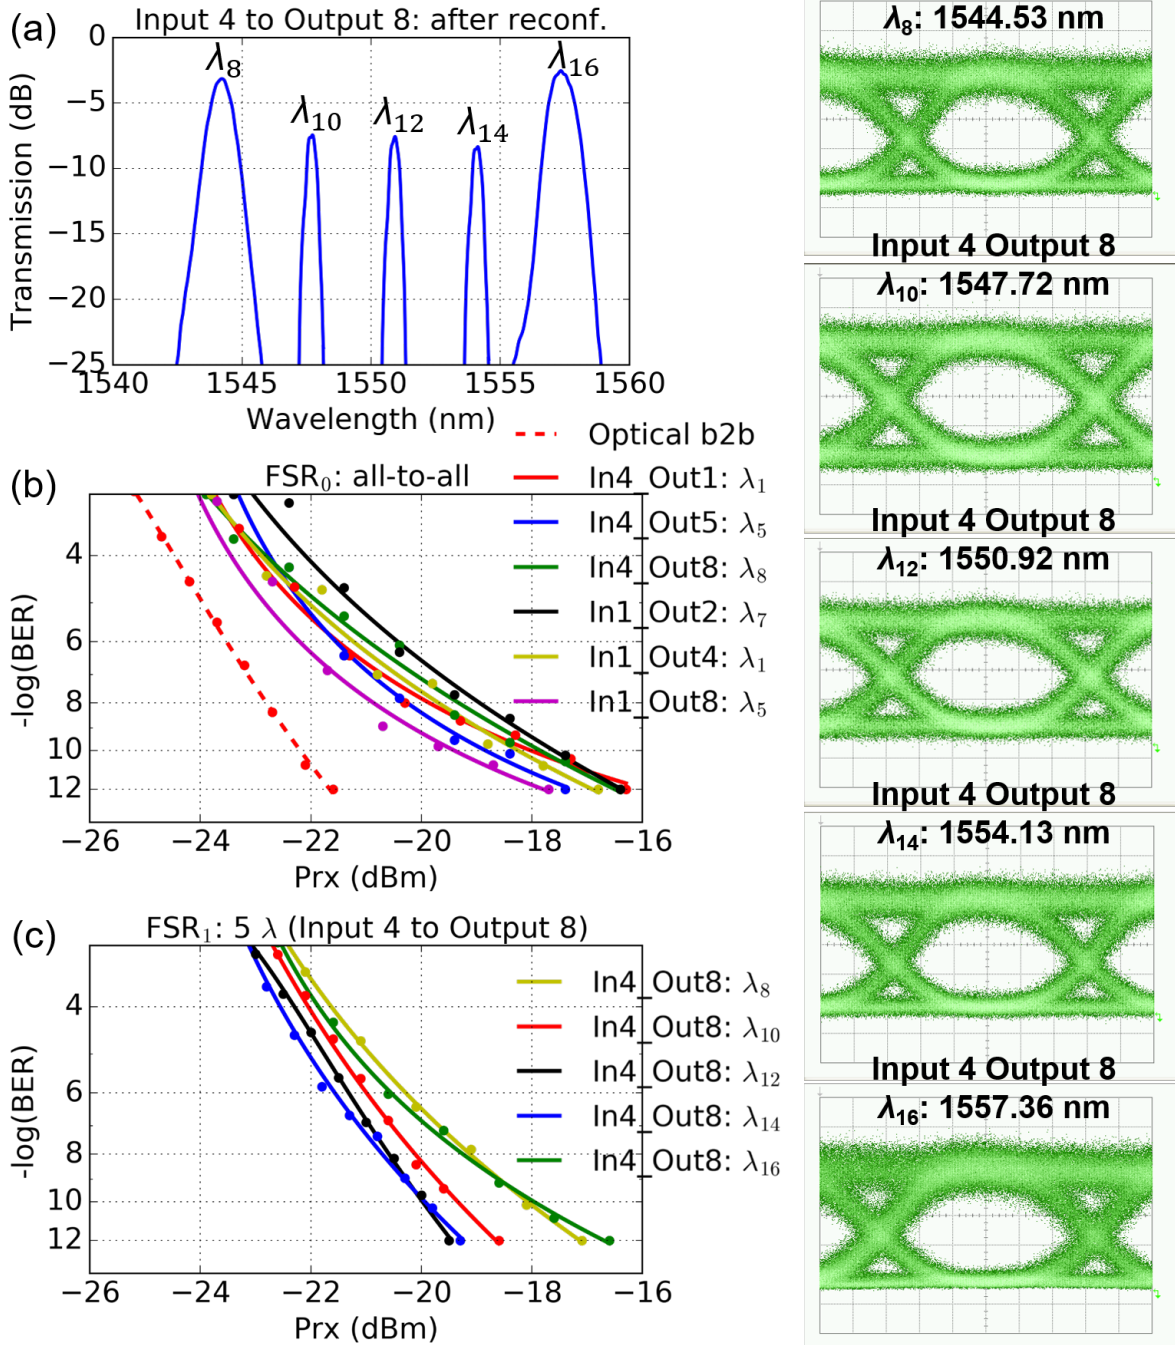 (a)
Input 4 to Output 8: after reconf.
Transmission (dB)
0
−5
−10
−15
−20
−25
λ8
λ10
λ12
λ14
λ16
1540
1545
1550
1555
1560
Wavelength (nm)
(b)
FSR0: all-to-all
Optical b2b
In4_Out1: λ1
In4_Out5: λ5
In4_Out8: λ8
In1_Out2: λ7
In1_Out4: λ1
In1_Out8: λ5
-log(BER)
4
6
8
10
12
−26
−24
−22
−20
−18
−16
Prx (dBm)
(c)
FSR1: 5 λ (Input 4 to Output 8)
In4_Out8: λ8
In4_Out8: λ10
In4_Out8: λ12
In4_Out8: λ14
In4_Out8: λ16
-log(BER)
4
6
8
10
12
−26
−24
−22
−20
−18
−16
Prx (dBm)
λ8: 1544.53 nm
Input 4 Output 8
λ10: 1547.72 nm
Input 4 Output 8
λ12: 1550.92 nm
Input 4 Output 8
λ14: 1554.13 nm
Input 4 Output 8
λ16: 1557.36 nm